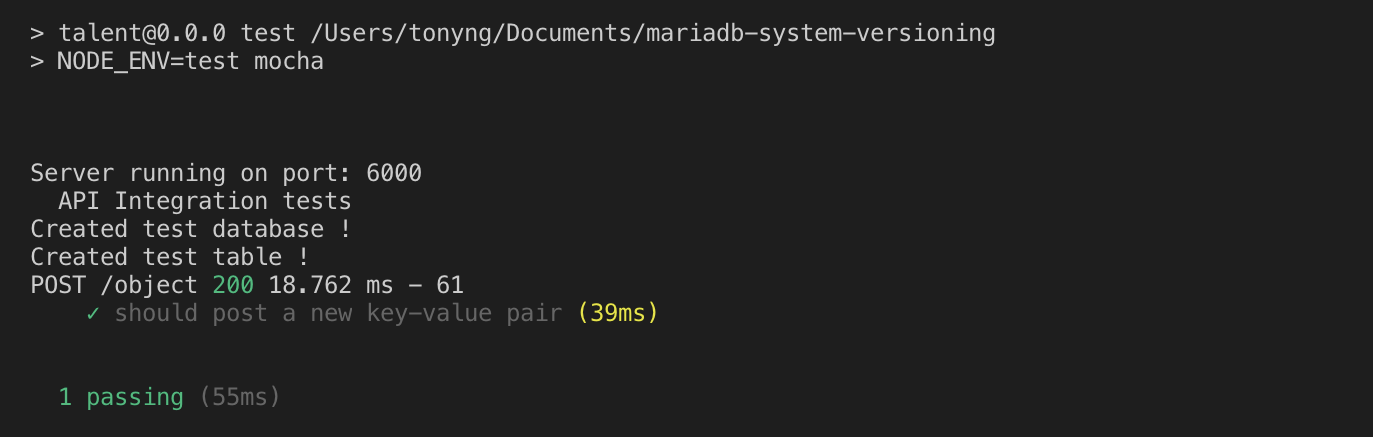 > talent@0.0.0 test /Users/tonyng/Documents/mariadb-system-versioning
> NODE_ENV=test mocha
Server running on port: 6000
API Integration tests
Created test database !
Created test table !
POST /object 200 18.762 ms - 61
✓ should post a new key-value pair (39ms)
1 passing (55ms)